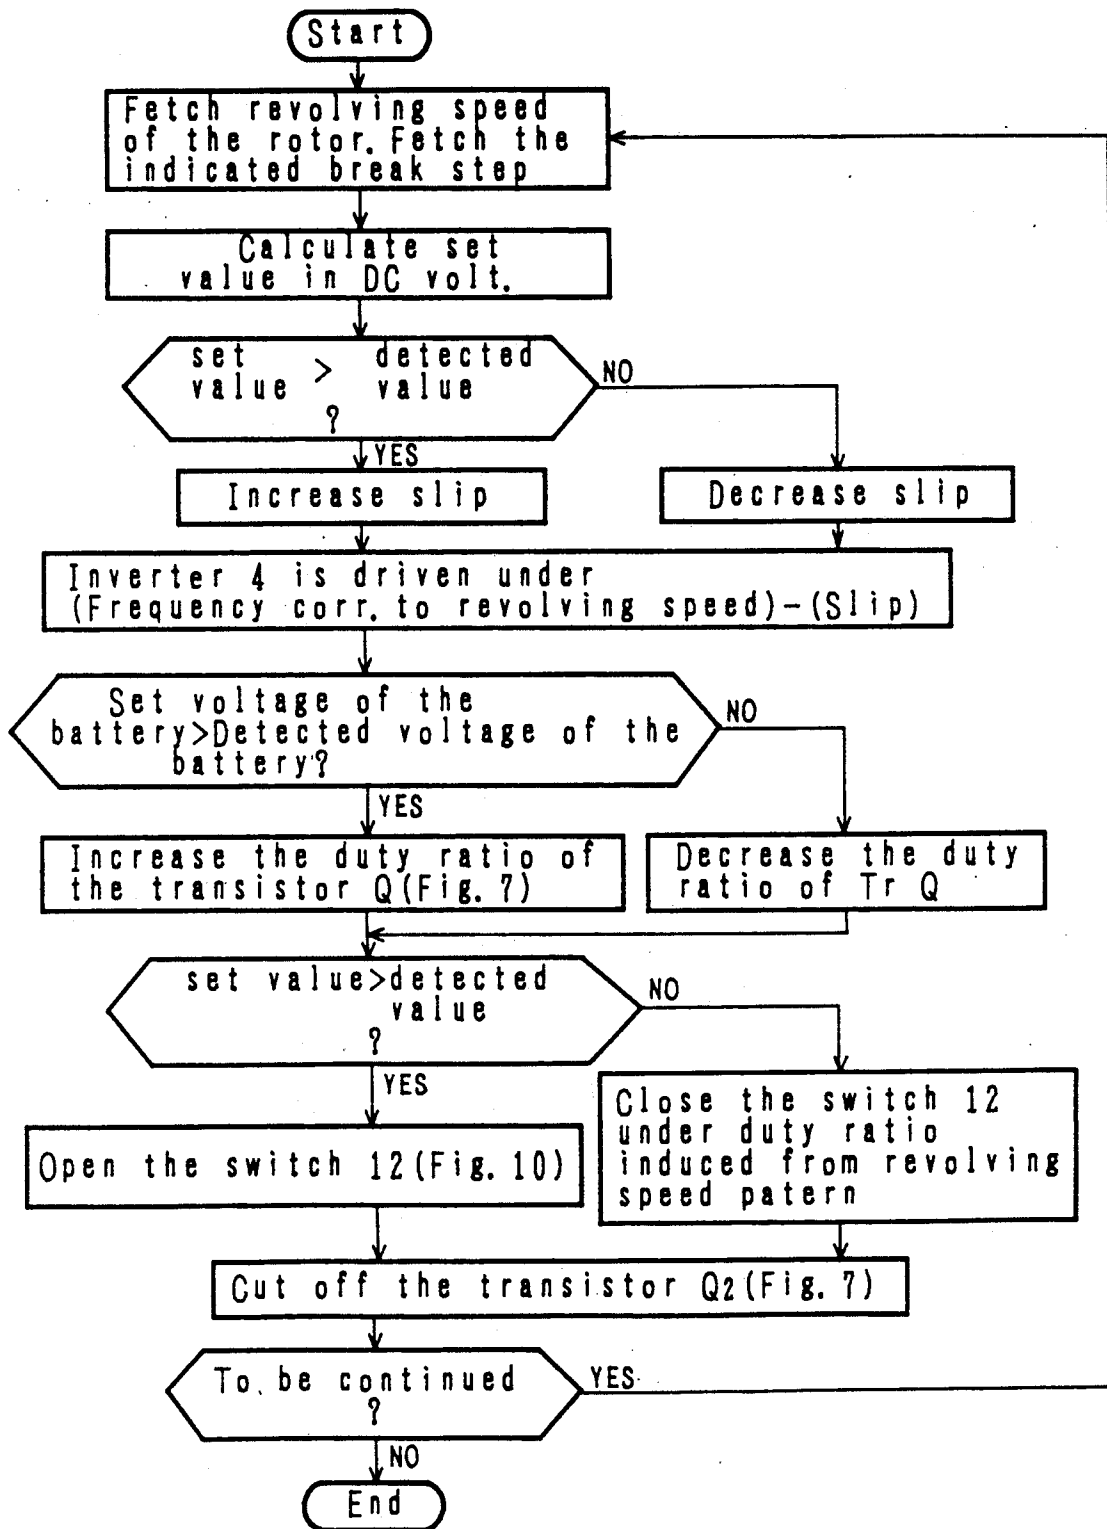 Start
Fetch revolving speed
of the rotor. Fetch the
indicated break step
Calculate set
value in DC volt.
set detected
value > value
?
NO
YES
Increase slip
Decrease slip
Inverter 4 is driven under
(Frequency corr. to revolving speed)-(Slip)
Set voltage of the
battery>Detected voltage of the
battery?
NO
YES
Increase the duty ratio of
the transistor Q(Fig. 7)
Decrease the duty
ratio of Tr Q
set value>detected
value
?
NO
YES
Open the switch 12(Fig. 10)
Close the switch 12
under duty ratio
induced from revolving
speed patern
Cut off the transistor Q2(Fig. 7)
To be continued
?
YES
NO
End